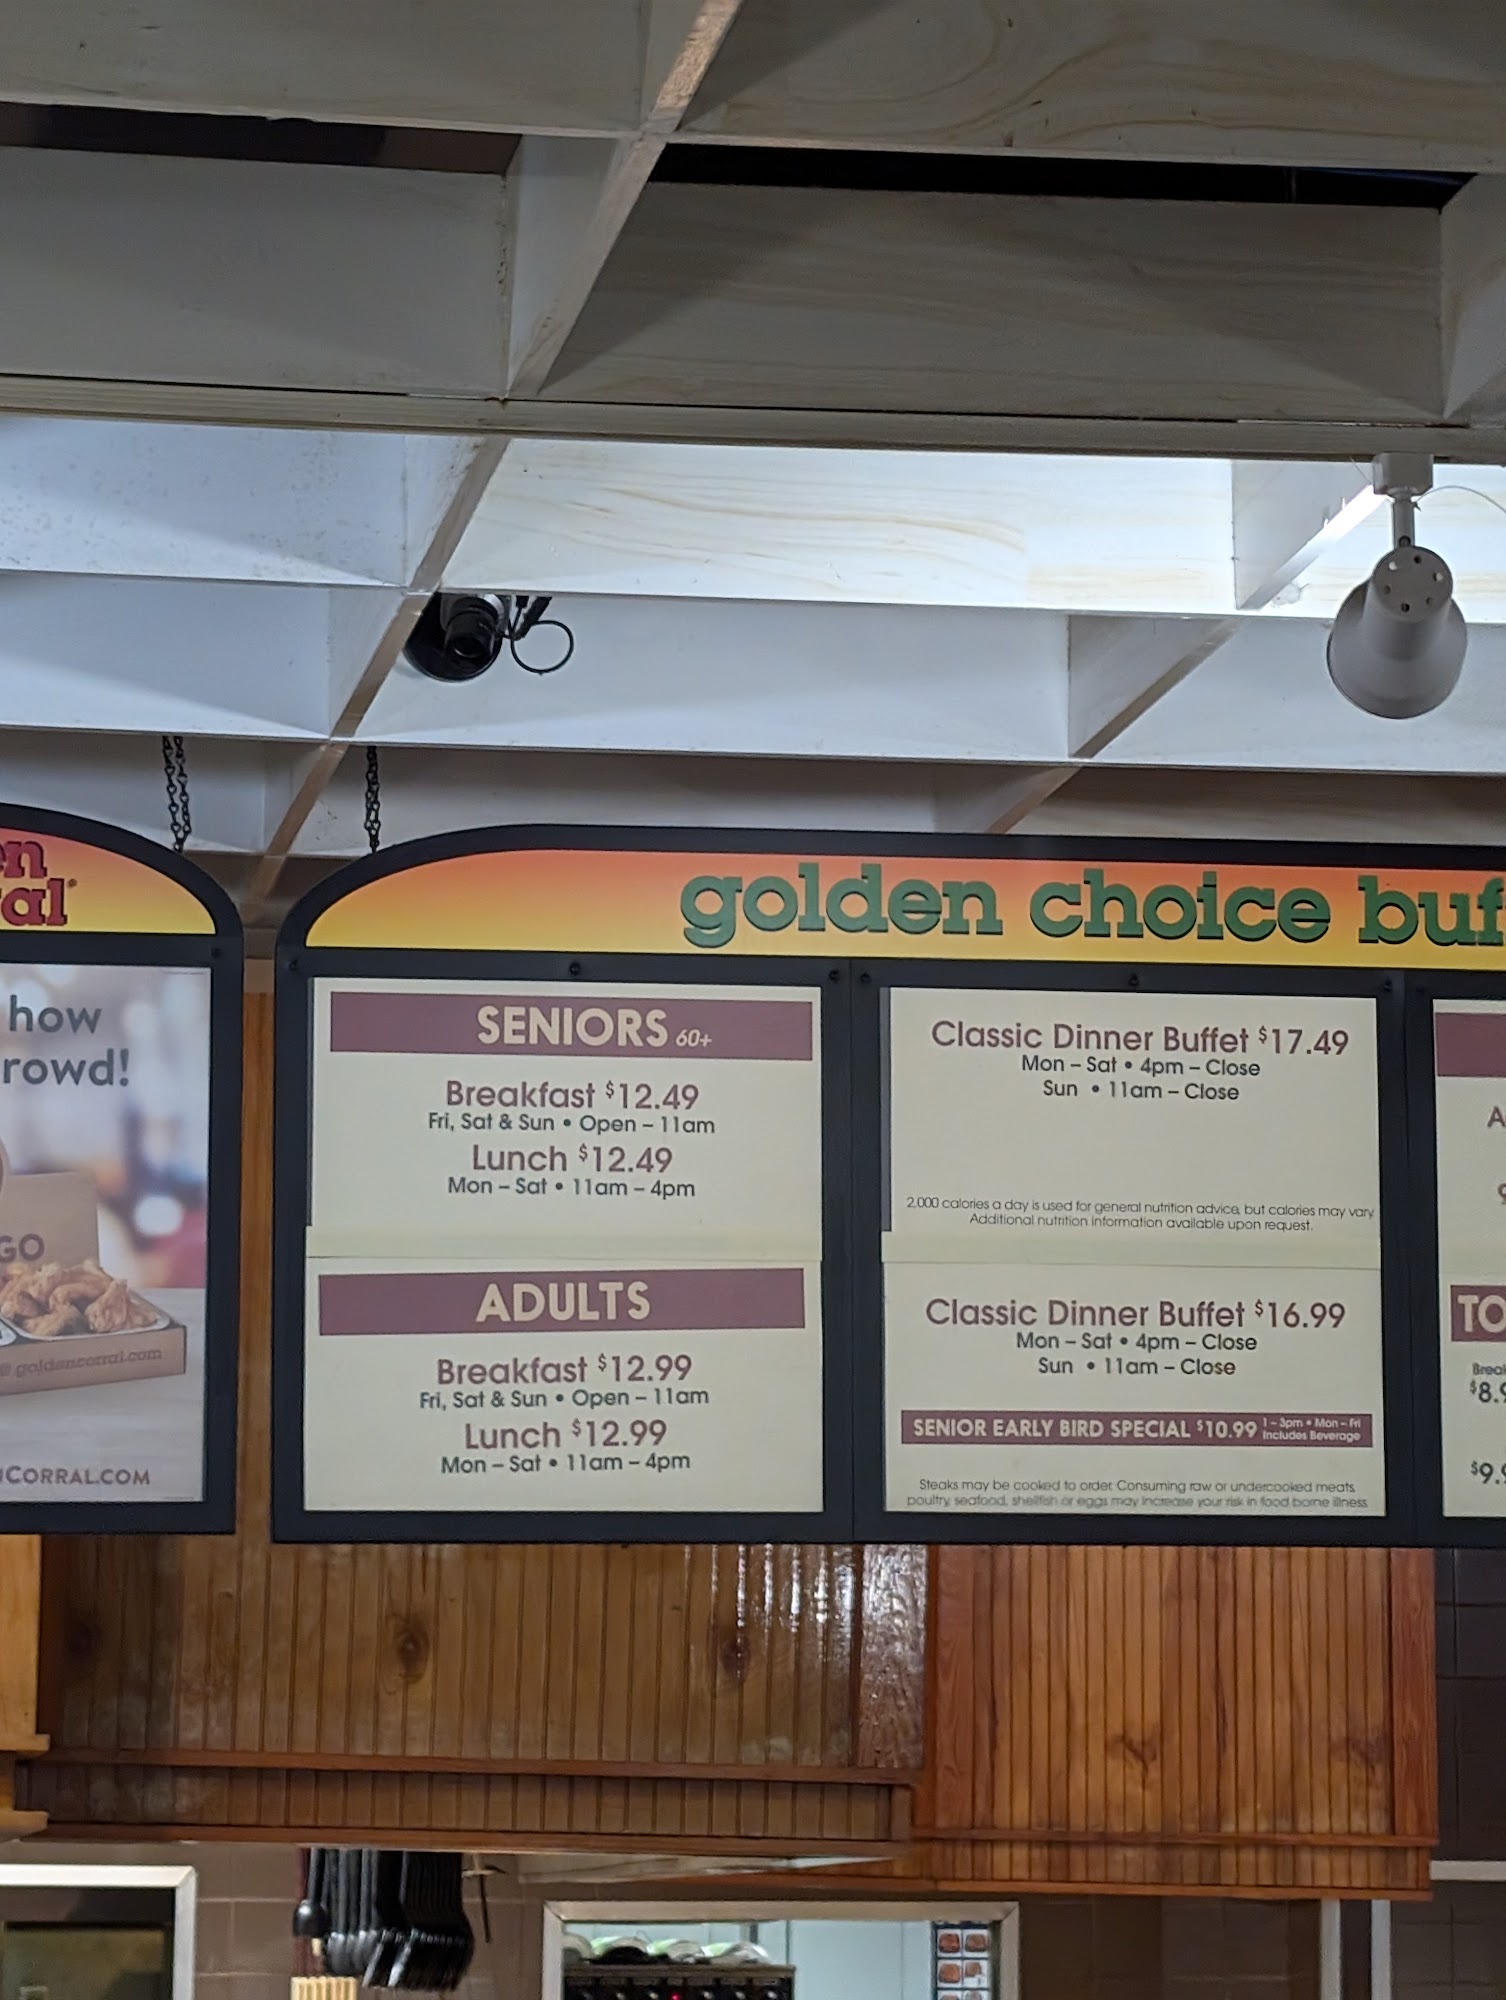 how
rowd!
GO
goldencorral.com
CORRAL.COM
golden choice
SENIORS 60+
Breakfast $12.49
Fri, Sat & Sun • Open – 11am
Lunch $12.49
Mon – Sat • 11am – 4pm
ADULTS
Breakfast $12.99
Fri, Sat & Sun • Open – 11am
Lunch $12.99
Mon – Sat • 11am – 4pm
Classic Dinner Buffet $17.49
Mon – Sat • 4pm – Close
Sun • 11am – Close
2,000 calories a day is used for general nutrition advice, but calories may vary.
Additional nutrition information available upon request.
Classic Dinner Buffet $16.99
Mon – Sat • 4pm – Close
Sun • 11am – Close
SENIOR EARLY BIRD SPECIAL $10.99 1 – 3pm • Mon – Fri
Includes Beverage
Steaks may be cooked to order. Consuming raw or undercooked meats,
poultry, seafood, shellfish or eggs may increase your risk in food borne illness
TO
$8.9
$9.9